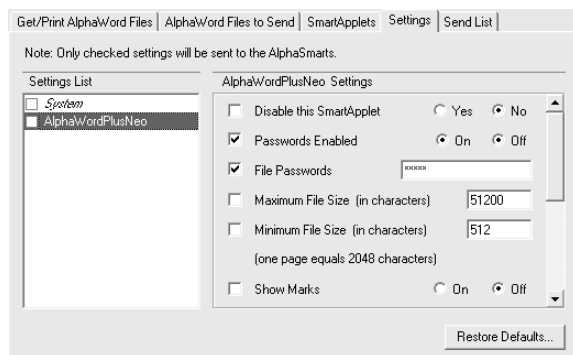 Get/Print AlphaWord Files AlphaWord Files to Send SmartApplets Settings Send List
Note: Only checked settings will be sent to the AlphaSmarts.
Settings List
System
AlphaWordPlusNeo
AlphaWordPlusNeo Settings
Disable this SmartApplet Yes No
Passwords Enabled On Off
File Passwords *****
Maximum File Size (in characters) 51200
Minimum File Size (in characters) 512
(one page equals 2048 characters)
Show Marks On Off
Restore Defaults...